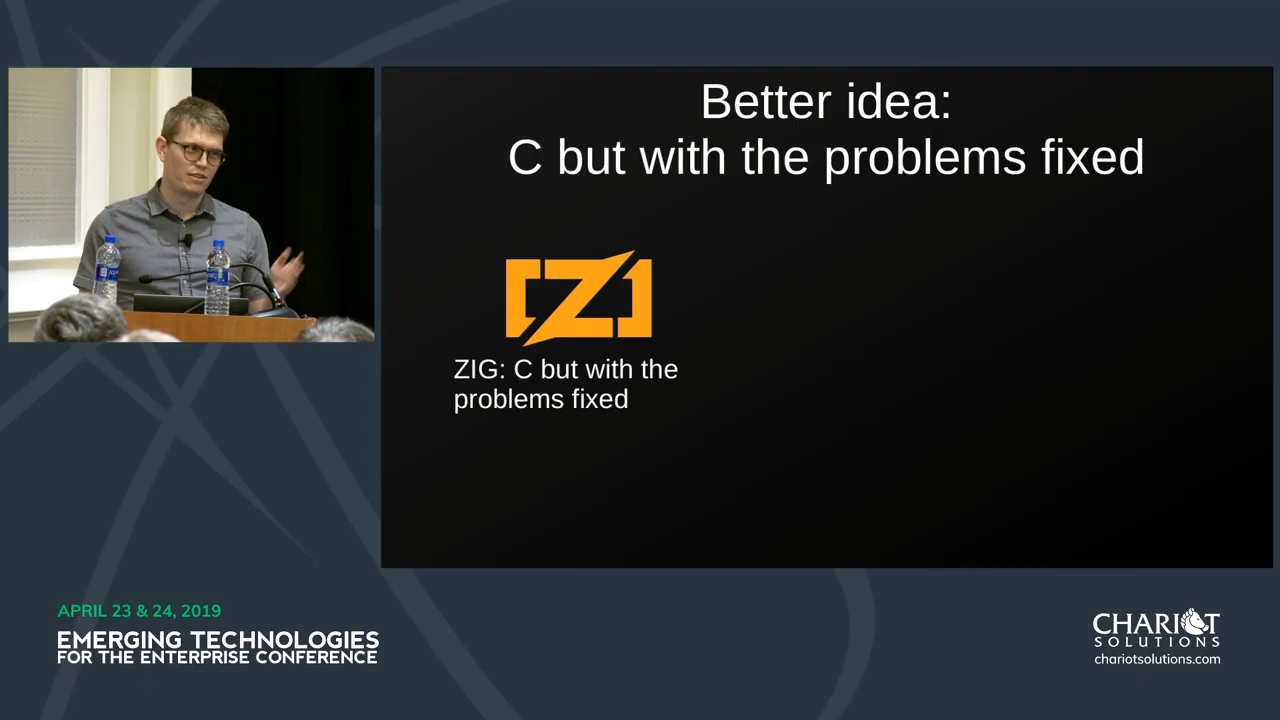 Better idea:
C but with the problems fixed
ZIG: C but with the
problems fixed
APRIL 23 & 24, 2019
EMERGING TECHNOLOGIES
FOR THE ENTERPRISE CONFERENCE
CHARIOT
SOLUTIONS
chariotsolutions.com